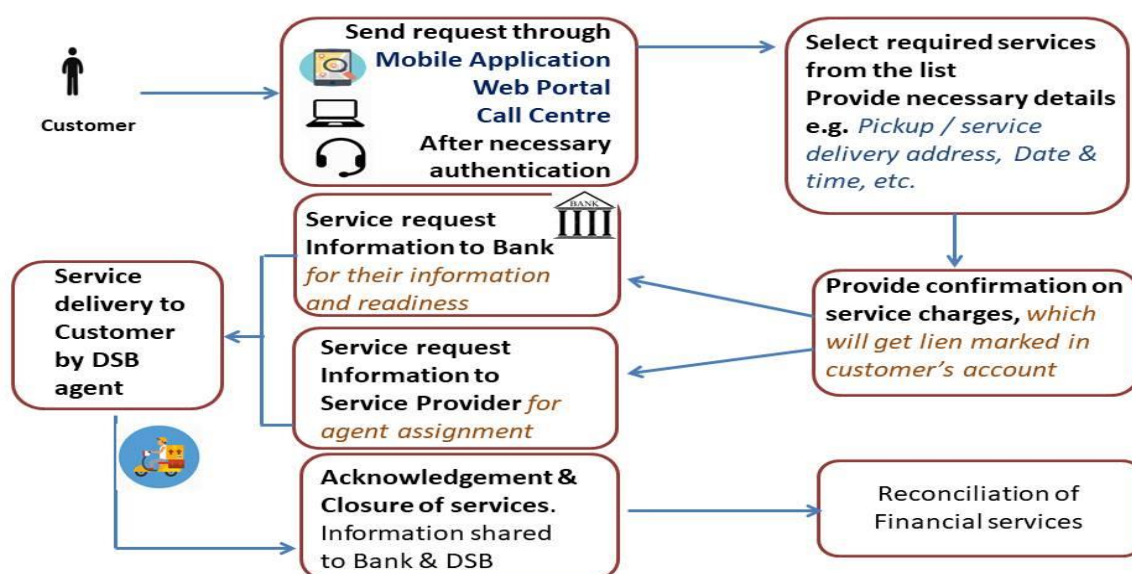 Customer
Send request through
Mobile Application
Web Portal
Call Centre
After necessary
authentication
Select required services
from the list
Provide necessary details
e.g. Pickup / service
delivery address, Date &
time, etc.
Provide confirmation on
service charges, which
will get lien marked in
customer’s account
BANK
Service request
Information to Bank
for their information
and readiness
Service request
Information to
Service Provider for
agent assignment
Service
delivery to
Customer
by DSB
agent
Acknowledgement &
Closure of services.
Information shared
to Bank & DSB
Reconciliation of
Financial services